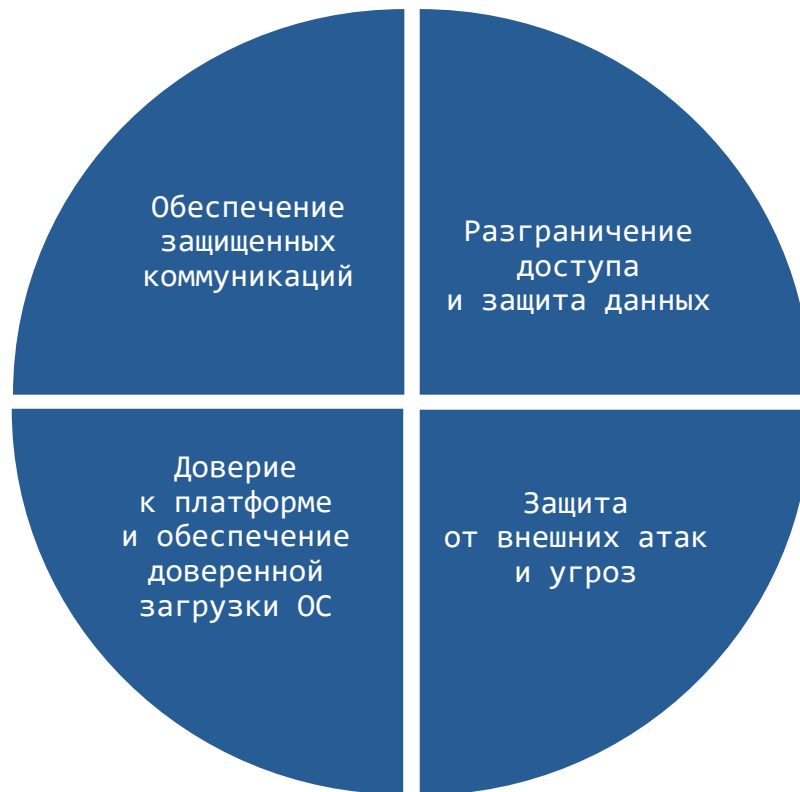 Обеспечение
защищенных
коммуникаций
Разграничение
доступа
и защита данных
Доверие
к платформе
и обеспечение
доверенной
загрузки ОС
Защита
от внешних атак
и угроз